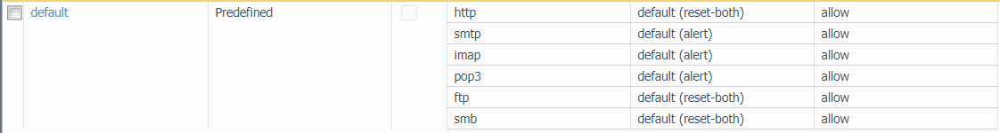 default Predefined http default (reset-both) allow
smtp default (alert) allow
imap default (alert) allow
pop3 default (alert) allow
ftp default (reset-both) allow
smb default (reset-both) allow